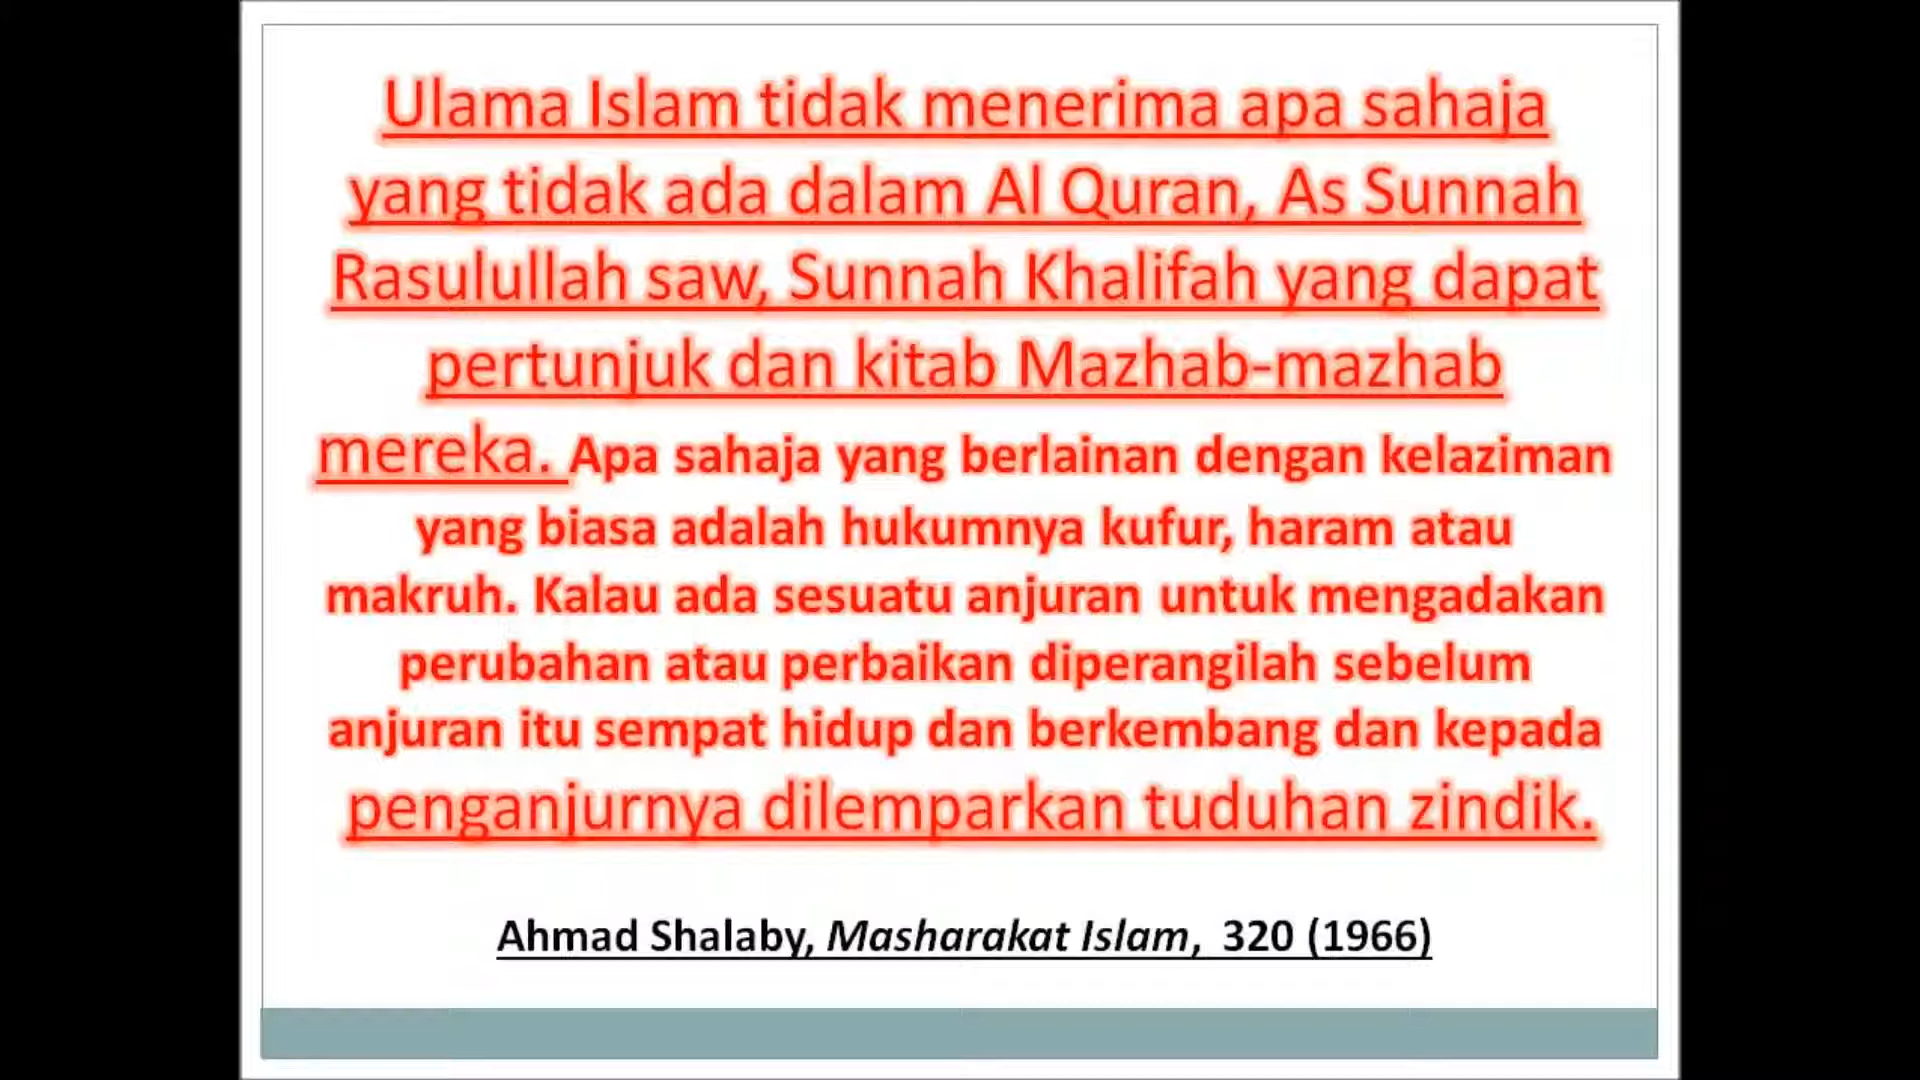 Ulama Islam tidak menerima apa sahaja
yang tidak ada dalam Al Quran, As Sunnah
Rasulullah saw, Sunnah Khalifah yang dapat
pertunjuk dan kitab Mazhab-mazhab
mereka. Apa sahaja yang berlainan dengan kelaziman
yang biasa adalah hukumnya kufur, haram atau
makruh. Kalau ada sesuatu anjuran untuk mengadakan
perubahan atau perbaikan diperangilah sebelum
anjuran itu sempat hidup dan berkembang dan kepada
penganjurnya dilemparkan tuduhan zindik.
Ahmad Shalaby, Masharakat Islam, 320 (1966)